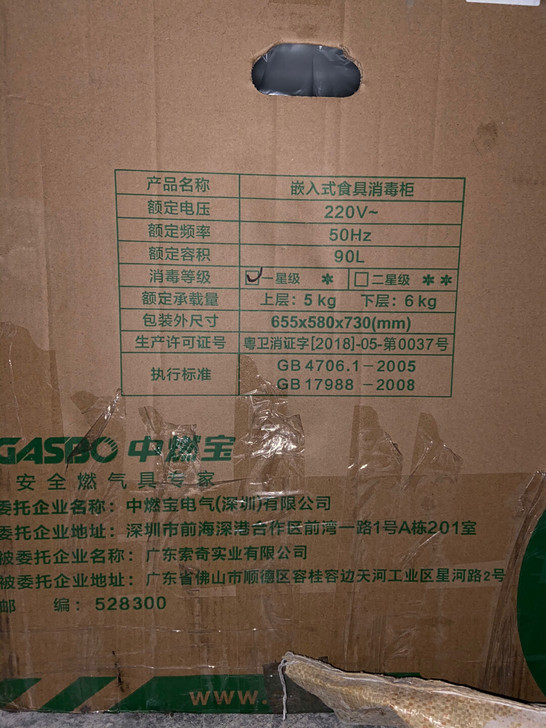 产品名称 嵌入式食具消毒柜
额定电压 220V~
额定频率 50Hz
额定容积 90L
消毒等级 ✓一星级 * □二星级 **
额定承载量 上层：5kg 下层：6kg
包装外尺寸 655x580x730(mm)
生产许可证号 粤卫消证字[2018]-05-第0037号
执行标准 GB 4706.1-2005
GB 17988-2008
GASBO 中燃宝
安全燃气具专家
委托企业名称：中燃宝电气(深圳)有限公司
委托企业地址：深圳市前海深港合作区前湾一路1号A栋201室
被委托企业名称：广东索奇实业有限公司
被委托企业地址：广东省佛山市顺德区容桂容边天河工业区星河路2号
邮 编：528300
www.